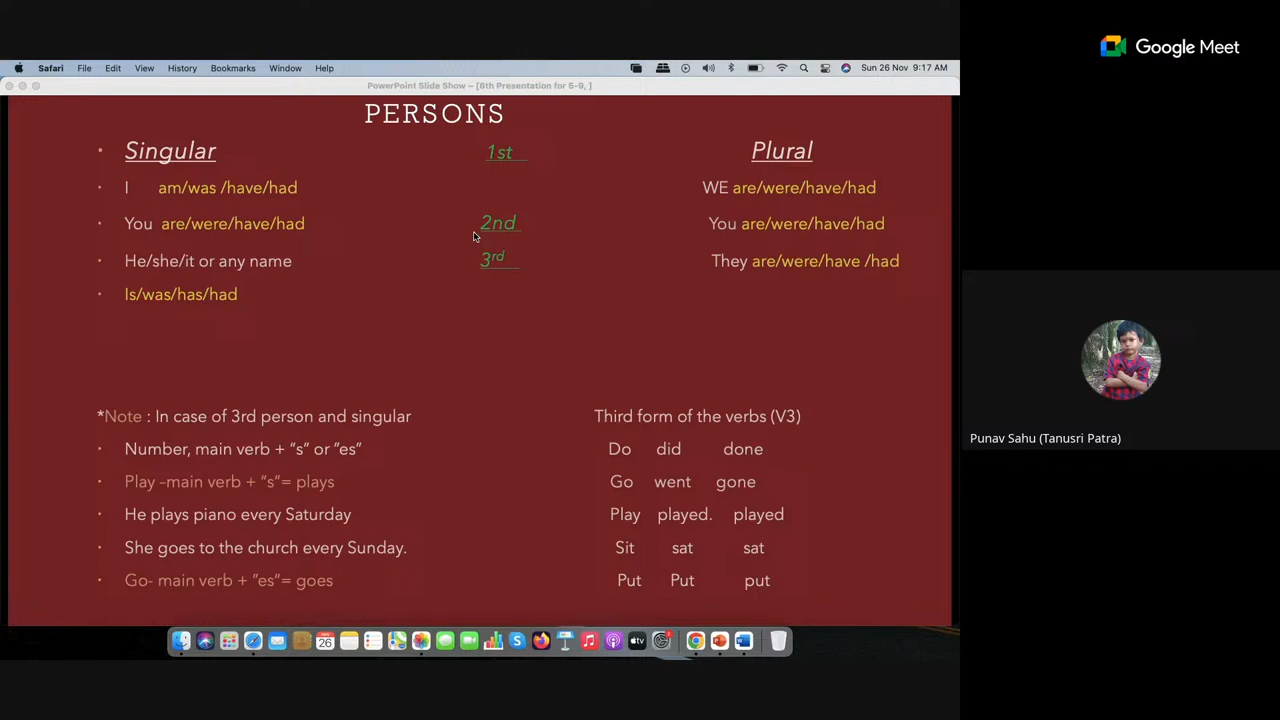 Google Meet
Safari File Edit View History Bookmarks Window Help Sun 26 Nov 9:17 AM
PowerPoint Slide Show – [6th Presentation for 5-9, ]
PERSONS
• Singular 1st Plural
• I am/was /have/had WE are/were/have/had
• You are/were/have/had 2nd You are/were/have/had
• He/she/it or any name 3rd They are/were/have /had
• Is/was/has/had
*Note : In case of 3rd person and singular Third form of the verbs (V3)
• Number, main verb + “s” or ”es” Do did done
• Play –main verb + “s”= plays Go went gone
• He plays piano every Saturday Play played. played
• She goes to the church every Sunday. Sit sat sat
• Go- main verb + ”es”= goes Put Put put
Punav Sahu (Tanusri Patra)
26
tv